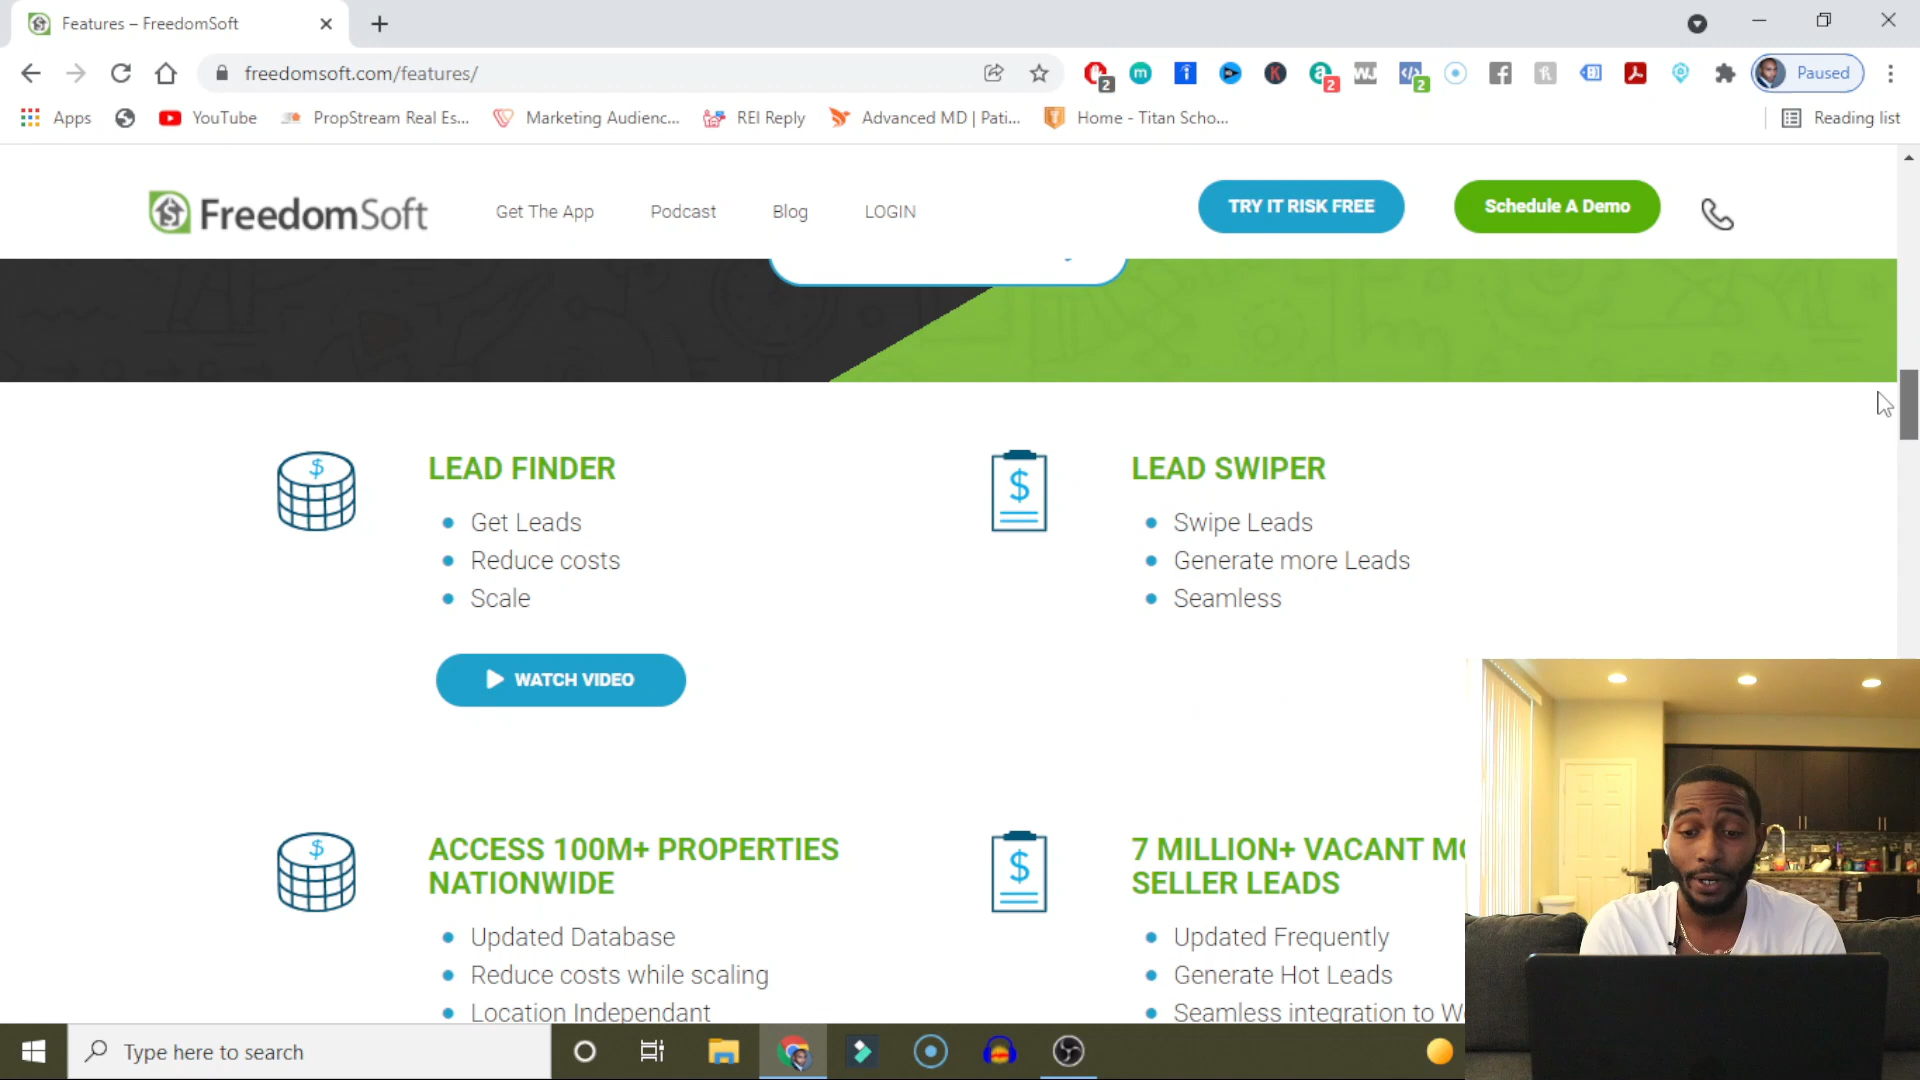 Features – FreedomSoft
freedomsoft.com/features/
2
m
K
a
2
WJ
2
Paused
Apps
YouTube
PropStream Real Es...
Marketing Audienc...
REI Reply
Advanced MD | Pati...
Home - Titan Scho...
Reading list
FreedomSoft
Get The App
Podcast
Blog
LOGIN
TRY IT RISK FREE
Schedule A Demo
LEAD FINDER
Get Leads
Reduce costs
Scale
WATCH VIDEO
LEAD SWIPER
Swipe Leads
Generate more Leads
Seamless
ACCESS 100M+ PROPERTIES
NATIONWIDE
Updated Database
Reduce costs while scaling
Location Independant
7 MILLION+ VACANT
SELLER LEADS
Updated Frequently
Generate Hot Leads
Seamless integration to
Type here to search